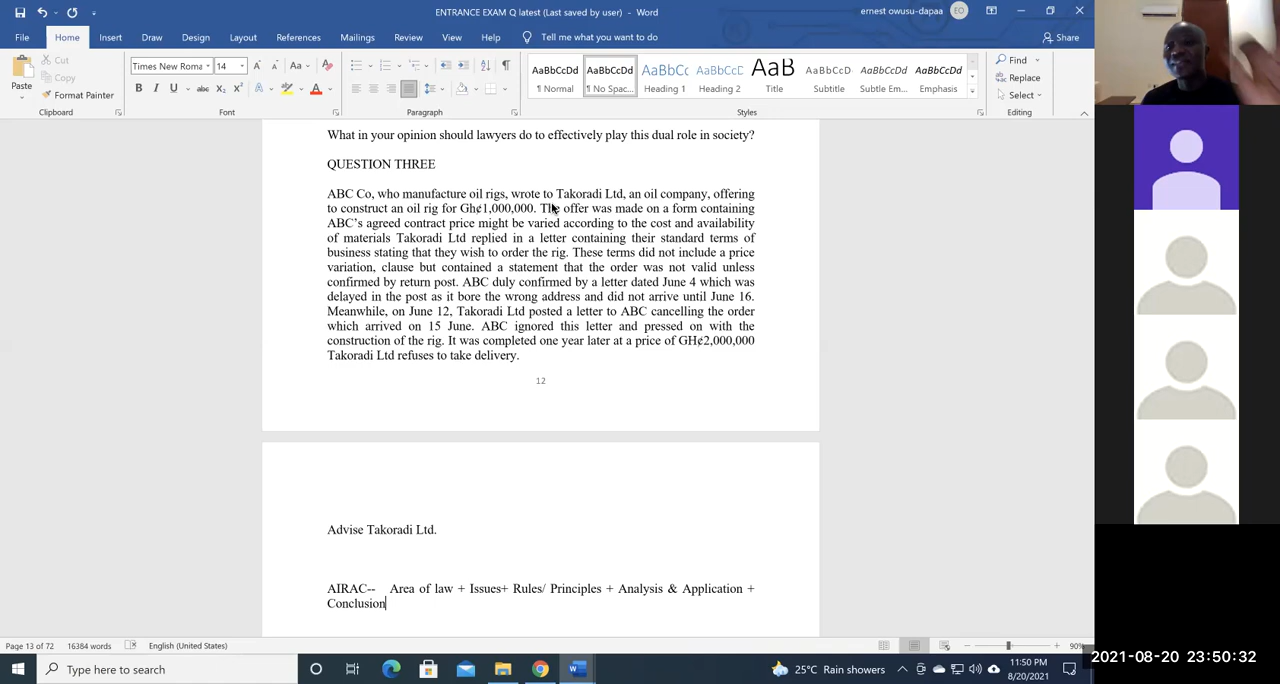 ENTRANCE EXAM Q latest (Last saved by user) - Word
ernest owusu-dapaa
EO
File Home Insert Draw Design Layout References Mailings Review View Help Tell me what you want to do
Share
Paste
Cut
Copy
Format Painter
Clipboard
Times New Roma 14
Font
Paragraph
AaBbCcDd AaBbCcDd AaBbCc AaBbCcD AaB AaBbCcD AaBbCcDd AaBbCcDd
¶ Normal ¶ No Spac... Heading 1 Heading 2 Title Subtitle Subtle Em... Emphasis
Styles
Find
Replace
Select
Editing
What in your opinion should lawyers do to effectively play this dual role in society?
QUESTION THREE
ABC Co, who manufacture oil rigs, wrote to Takoradi Ltd, an oil company, offering
to construct an oil rig for Gh¢1,000,000. The offer was made on a form containing
ABC's agreed contract price might be varied according to the cost and availability
of materials Takoradi Ltd replied in a letter containing their standard terms of
business stating that they wish to order the rig. These terms did not include a price
variation, clause but contained a statement that the order was not valid unless
confirmed by return post. ABC duly confirmed by a letter dated June 4 which was
delayed in the post as it bore the wrong address and did not arrive until June 16.
Meanwhile, on June 12, Takoradi Ltd posted a letter to ABC cancelling the order
which arrived on 15 June. ABC ignored this letter and pressed on with the
construction of the rig. It was completed one year later at a price of GH¢2,000,000
Takoradi Ltd refuses to take delivery.
12
Advise Takoradi Ltd.
AIRAC-- Area of law + Issues+ Rules/ Principles + Analysis & Application +
Conclusion
Page 13 of 72 16384 words English (United States)
90%
Type here to search
25°C Rain showers
11:50 PM
8/20/2021
2021-08-20 23:50:32